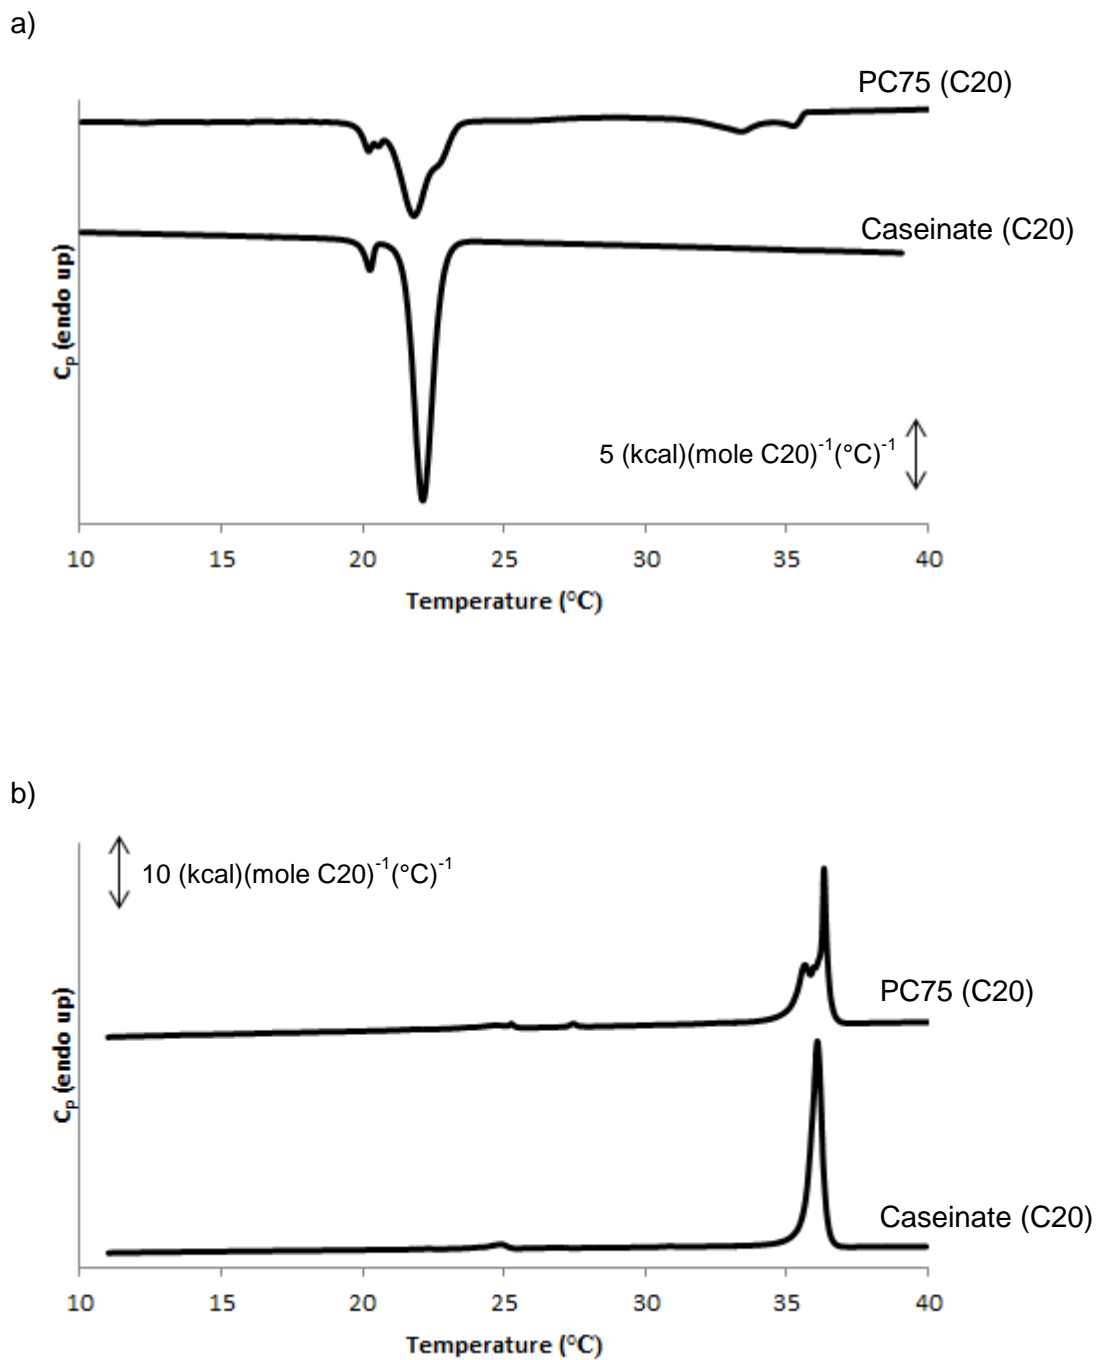 a)
PC75 (C20)
Caseinate (C20)
Cp (endo up)
5 (kcal)(mole C20)⁻¹(°C)⁻¹
10 15 20 25 30 35 40
Temperature (°C)
b)
10 (kcal)(mole C20)⁻¹(°C)⁻¹
PC75 (C20)
Cp (endo up)
Caseinate (C20)
10 15 20 25 30 35 40
Temperature (°C)